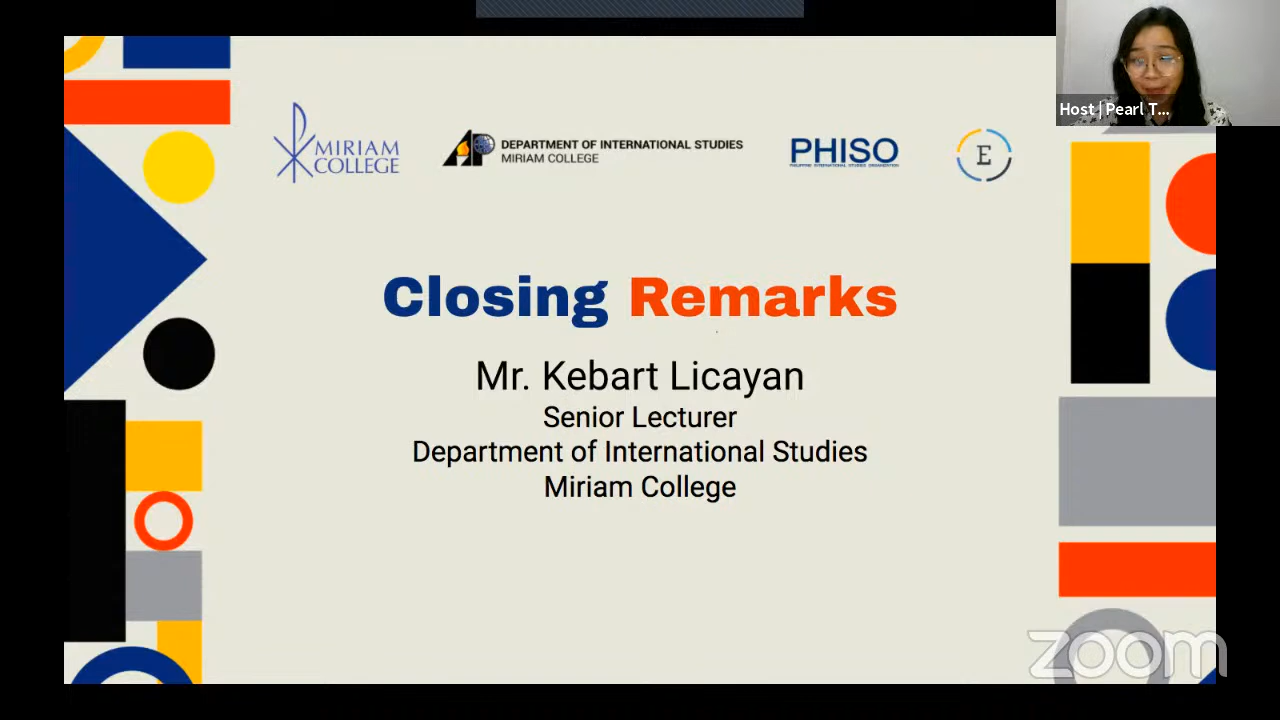 Host | Pearl T...
MIRIAM
COLLEGE
DEPARTMENT OF INTERNATIONAL STUDIES
MIRIAM COLLEGE
PHISO
PHILIPPINE INTERNATIONAL STUDIES ORGANIZATION
E
Closing Remarks
Mr. Kebart Licayan
Senior Lecturer
Department of International Studies
Miriam College
zoom